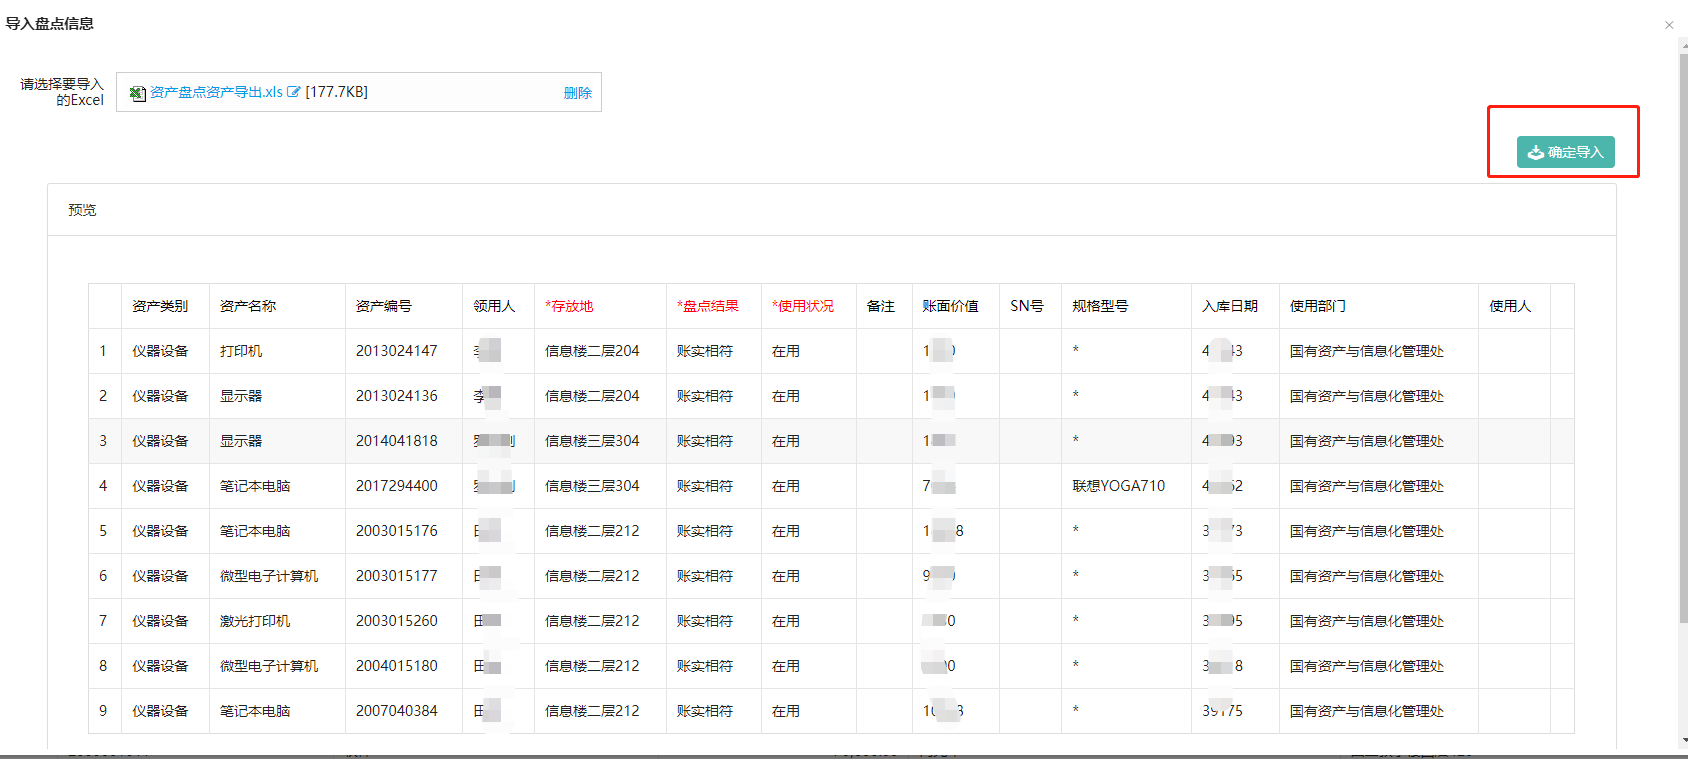 导入盘点信息
请选择要导入的Excel
资产盘点资产导出.xls [177.7KB] 删除
确定导入
预览
资产类别 资产名称 资产编号 领用人 *存放地 *盘点结果 *使用状况 备注 账面价值 SN号 规格型号 入库日期 使用部门 使用人
1 仪器设备 打印机 2013024147 信息楼二层204 账实相符 在用 * 国有资产与信息化管理处
2 仪器设备 显示器 2013024136 李 信息楼二层204 账实相符 在用 * 国有资产与信息化管理处
3 仪器设备 显示器 2014041818 信息楼三层304 账实相符 在用 * 国有资产与信息化管理处
4 仪器设备 笔记本电脑 2017294400 信息楼三层304 账实相符 在用 联想YOGA710 国有资产与信息化管理处
5 仪器设备 笔记本电脑 2003015176 信息楼二层212 账实相符 在用 * 国有资产与信息化管理处
6 仪器设备 微型电子计算机 2003015177 信息楼二层212 账实相符 在用 * 国有资产与信息化管理处
7 仪器设备 激光打印机 2003015260 田 信息楼二层212 账实相符 在用 * 国有资产与信息化管理处
8 仪器设备 微型电子计算机 2004015180 信息楼二层212 账实相符 在用 * 国有资产与信息化管理处
9 仪器设备 笔记本电脑 2007040384 信息楼二层212 账实相符 在用 * 国有资产与信息化管理处